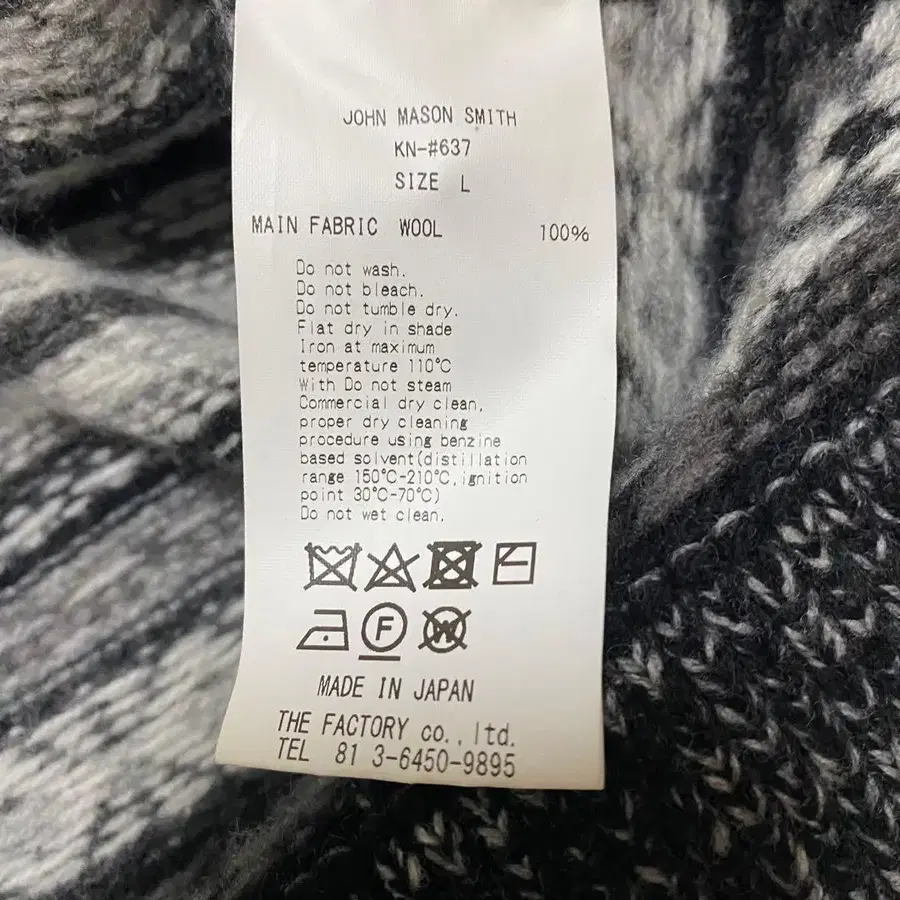 JOHN MASON SMITH
KN-#637
SIZE L
MAIN FABRIC WOOL 100%
Do not wash.
Do not bleach.
Do not tumble dry.
Flat dry in shade
Iron at maximum
temperature 110°C
With Do not steam
Commercial dry clean,
proper dry cleaning
procedure using benzine
based solvent(distillation
range 150°C-210°C,ignition
point 30°C-70°C)
Do not wet clean.
F W
MADE IN JAPAN
THE FACTORY co.,ltd.
TEL 81 3-6450-9895